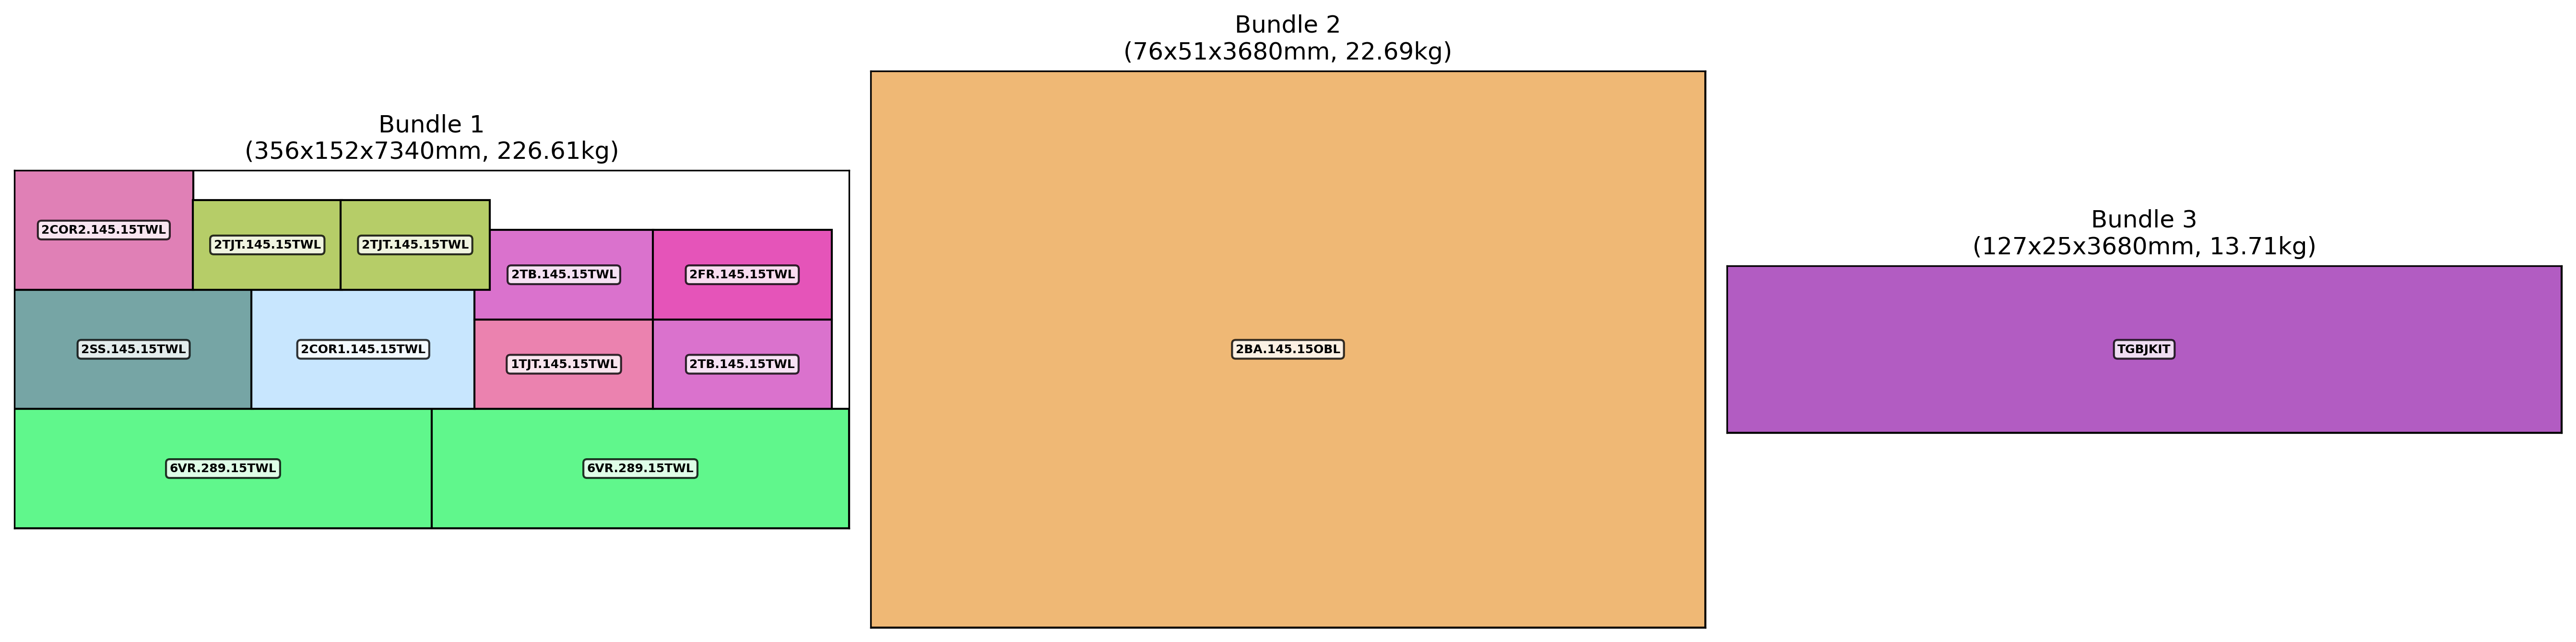 Bundle 1
(356x152x7340mm, 226.61kg)
2COR2.145.15TWL
2TJT.145.15TWL
2TJT.145.15TWL
2TB.145.15TWL
2FR.145.15TWL
2SS.145.15TWL
2COR1.145.15TWL
1TJT.145.15TWL
2TB.145.15TWL
6VR.289.15TWL
6VR.289.15TWL
Bundle 2
(76x51x3680mm, 22.69kg)
2BA.145.15OBL
Bundle 3
(127x25x3680mm, 13.71kg)
TGBJKIT